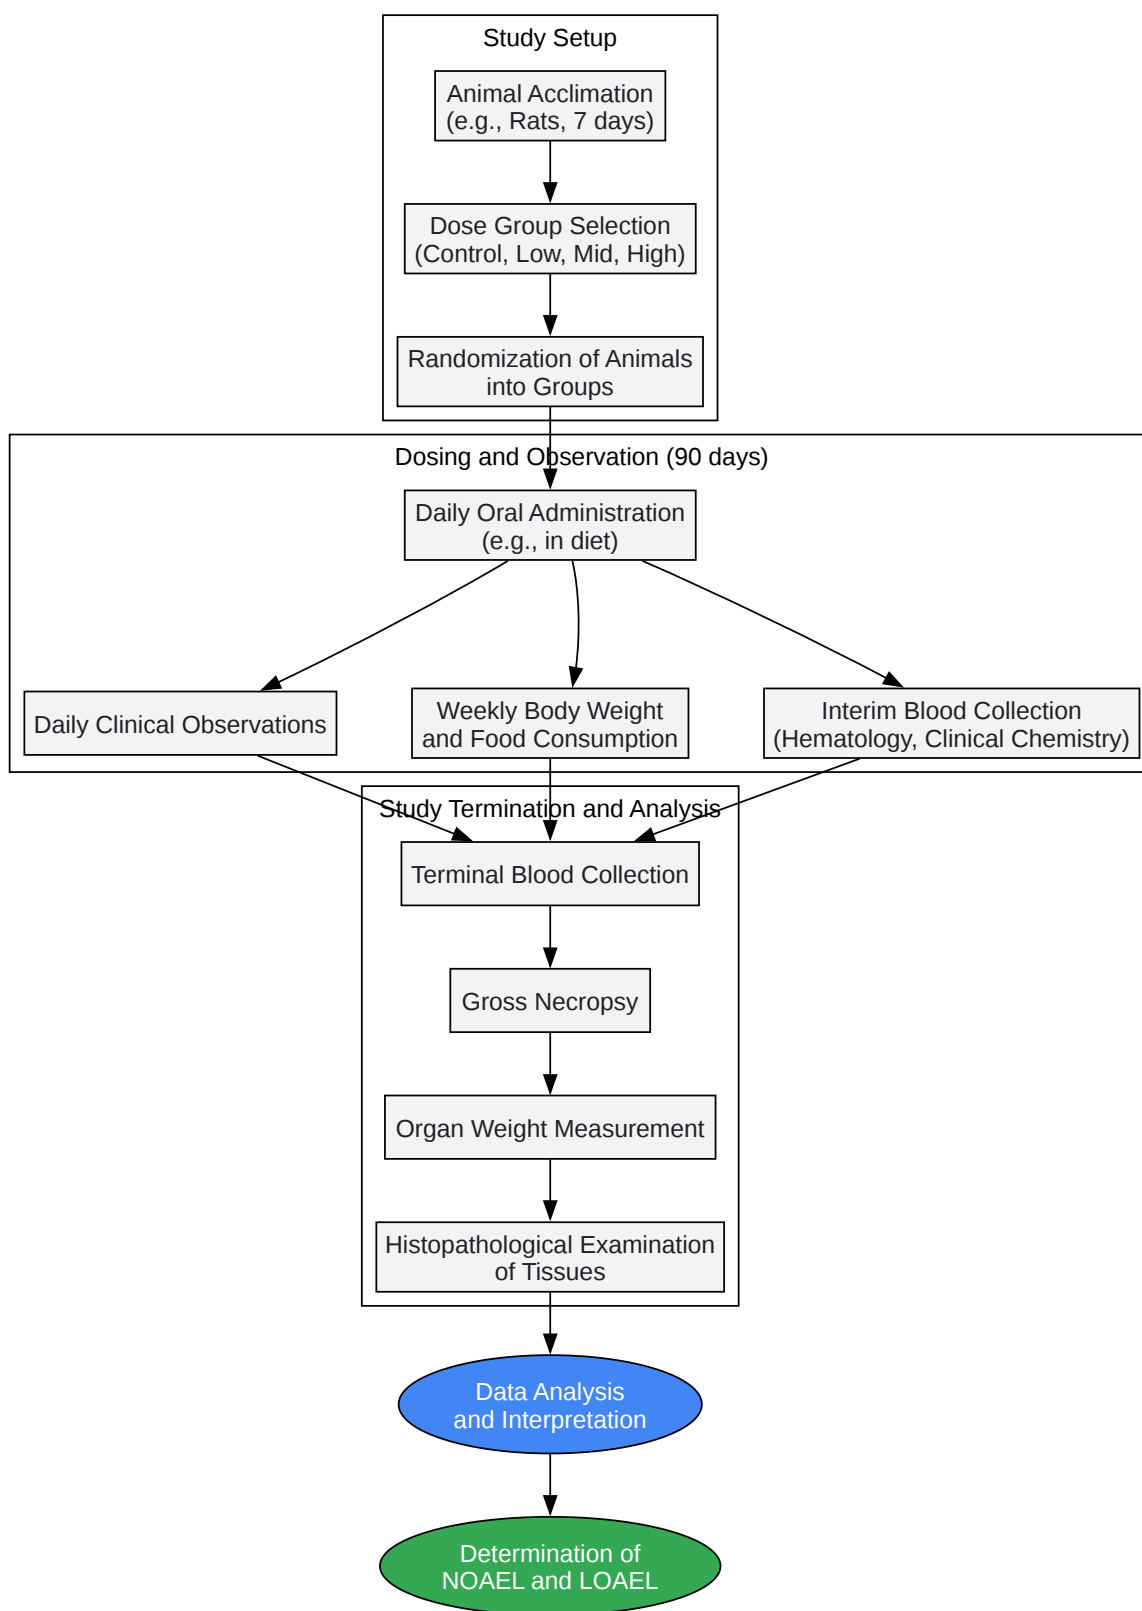 Study Setup
Animal Acclimation
(e.g., Rats, 7 days)
Dose Group Selection
(Control, Low, Mid, High)
Randomization of Animals
into Groups
Dosing and Observation (90 days)
Daily Oral Administration
(e.g., in diet)
Daily Clinical Observations
Weekly Body Weight
and Food Consumption
Interim Blood Collection
(Hematology, Clinical Chemistry)
Study Termination and Analysis
Terminal Blood Collection
Gross Necropsy
Organ Weight Measurement
Histopathological Examination
of Tissues
Data Analysis
and Interpretation
Determination of
NOAEL and LOAEL